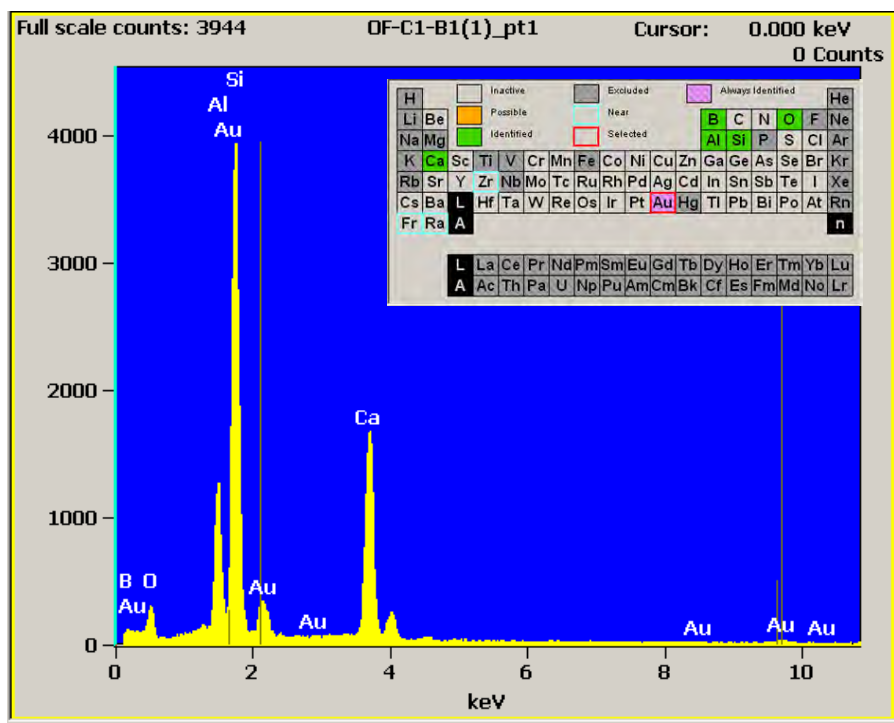 Full scale counts: 3944 OF-C1-B1(1)_pt1 Cursor: 0.000 keV
0 Counts
Si
Al
Au
4000
3000
2000
1000
0
B O
Au
Au
Au
Ca
Au
Au
Au
0 2 4 6 8 10
keV
Inactive Excluded Always Identified
Possible Near
Identified Selected
H He
Li Be B C N O F Ne
Na Mg Al Si P S Cl Ar
K Ca Sc Ti V Cr Mn Fe Co Ni Cu Zn Ga Ge As Se Br Kr
Rb Sr Y Zr Nb Mo Tc Ru Rh Pd Ag Cd In Sn Sb Te I Xe
Cs Ba L Hf Ta W Re Os Ir Pt Au Hg Tl Pb Bi Po At Rn
Fr Ra A n
L La Ce Pr Nd Pm Sm Eu Gd Tb Dy Ho Er Tm Yb Lu
A Ac Th Pa U Np Pu Am Cm Bk Cf Es Fm Md No Lr